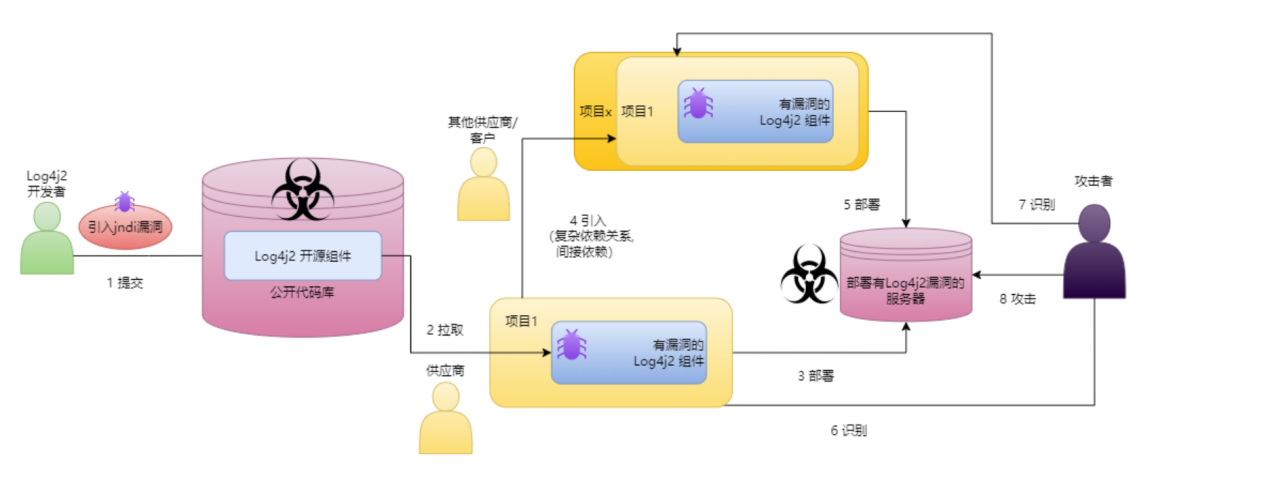 Log4j2
开发者
引入jndi漏洞
1 提交
Log4j2 开源组件
公开代码库
2 拉取
供应商
项目1
有漏洞的
Log4j2 组件
3 部署
4 引入
(复杂依赖关系,
间接依赖)
其他供应商/
客户
项目x
项目1
有漏洞的
Log4j2 组件
5 部署
部署有Log4j2漏洞的
服务器
6 识别
7 识别
8 攻击
攻击者